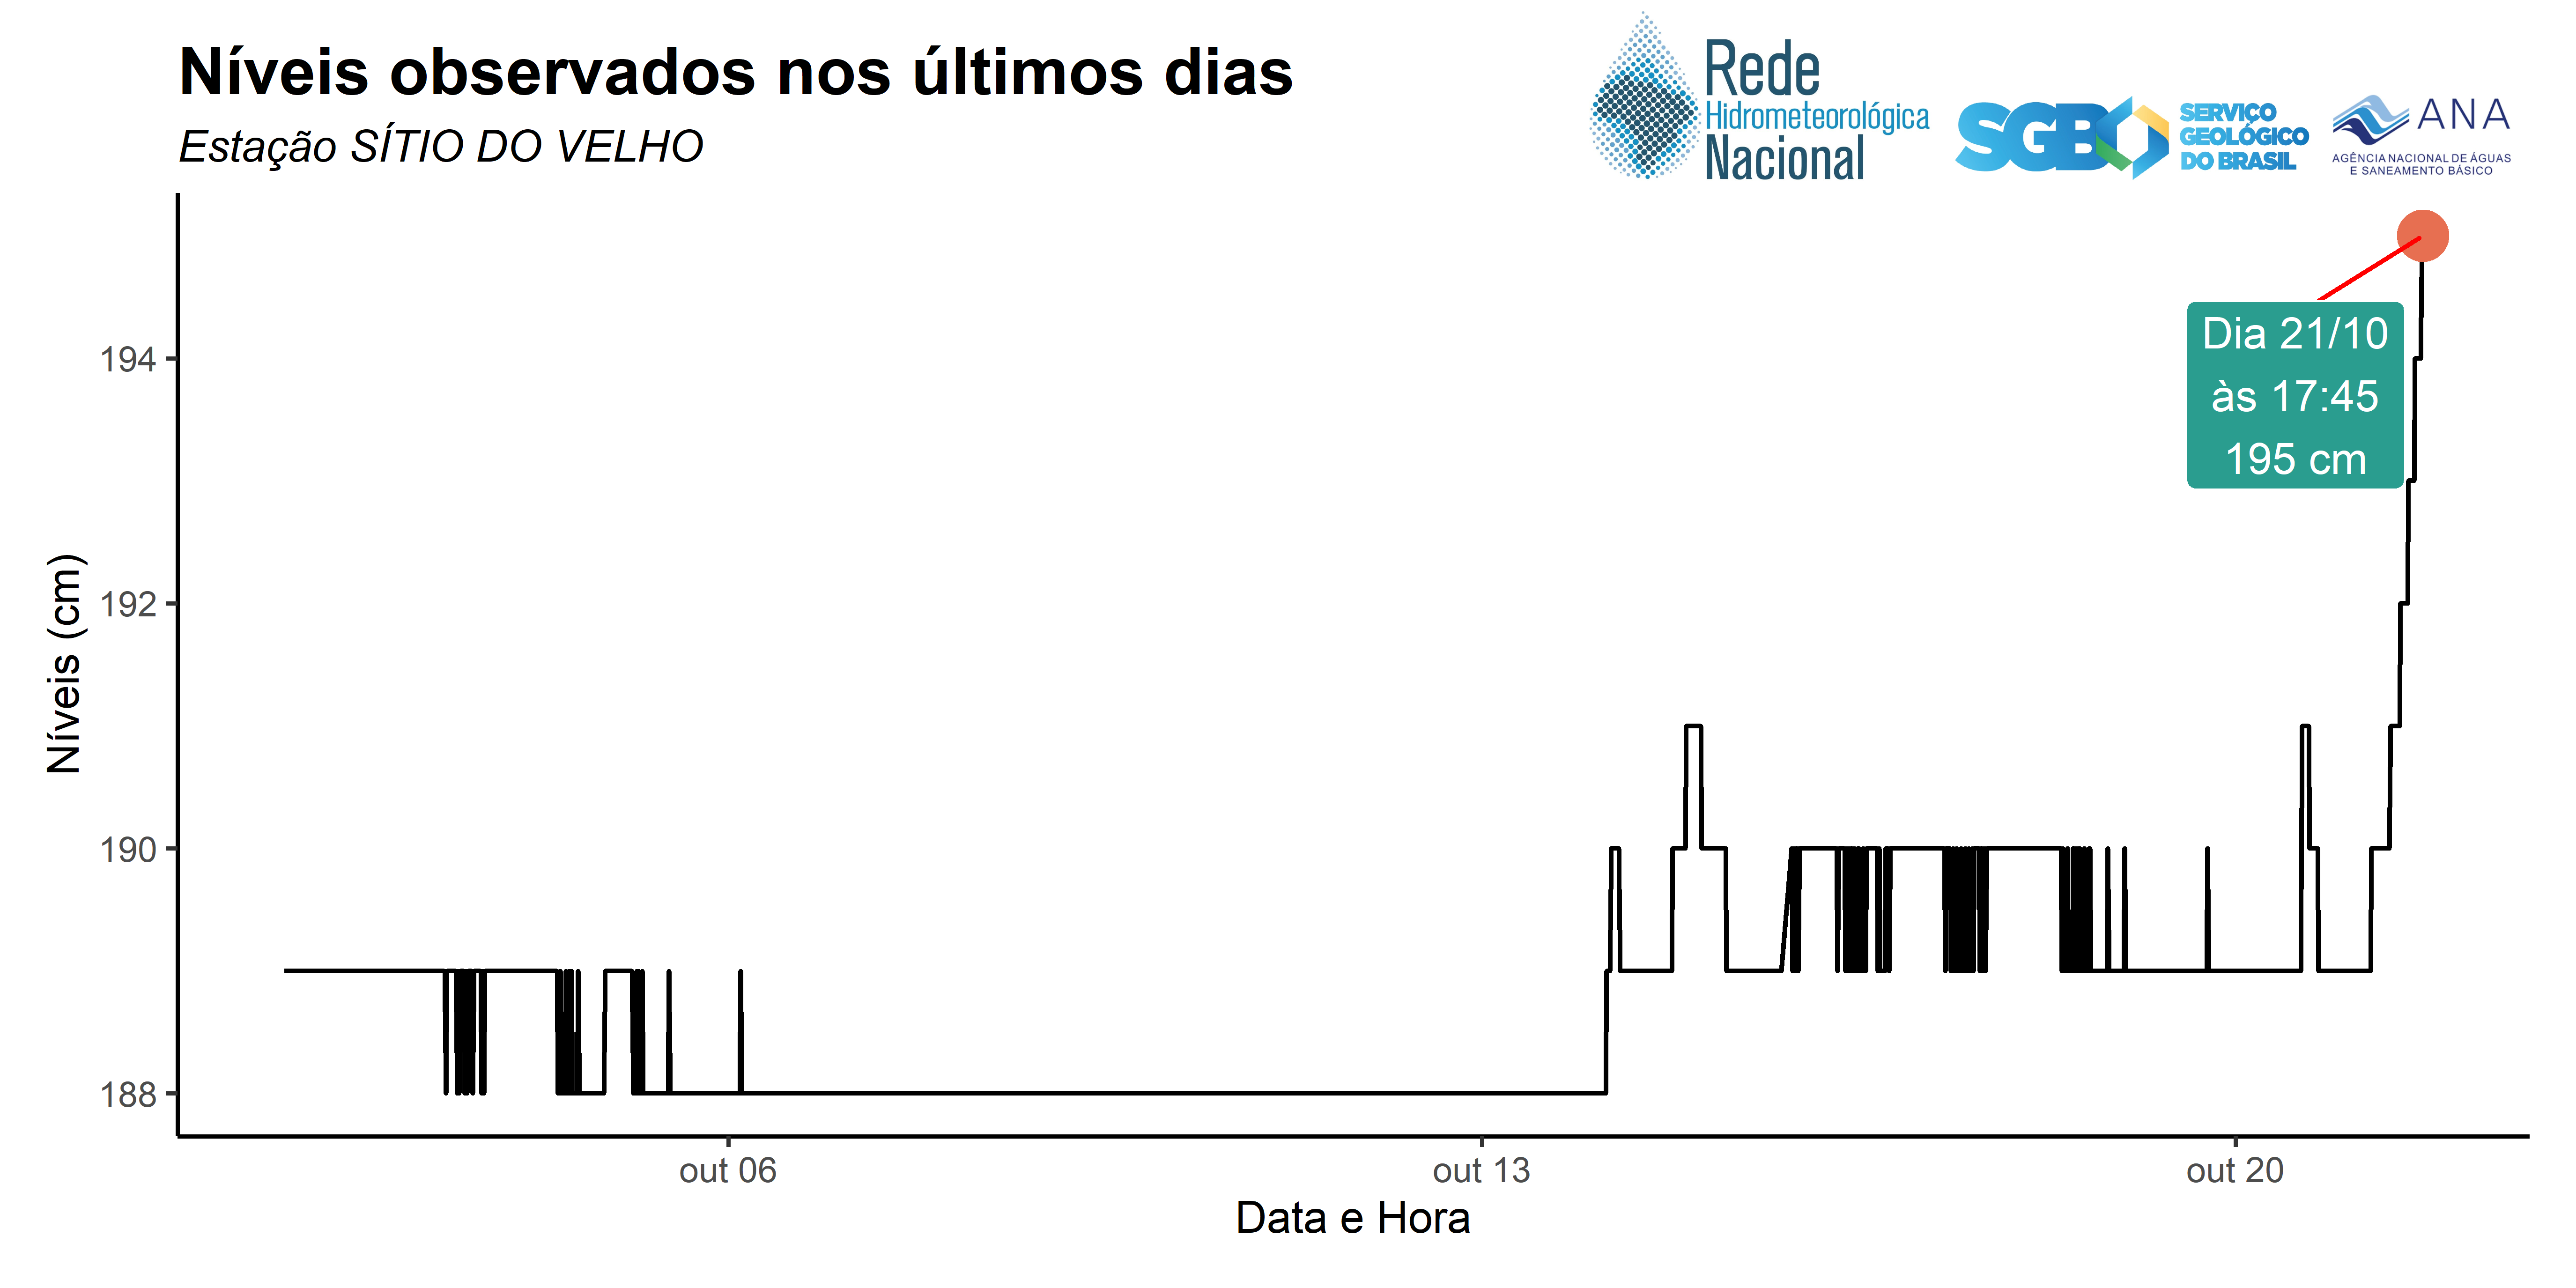 Níveis observados nos últimos dias
Estação SÍTIO DO VELHO
Rede
Hidrometeorológica
Nacional
SGB
SERVIÇO
GEOLÓGICO
DO BRASIL
ANA
AGÊNCIA NACIONAL DE ÁGUAS
E SANEAMENTO BÁSICO
Dia 21/10
às 17:45
195 cm
Níveis (cm)
194
192
190
188
out 06
out 13
out 20
Data e Hora